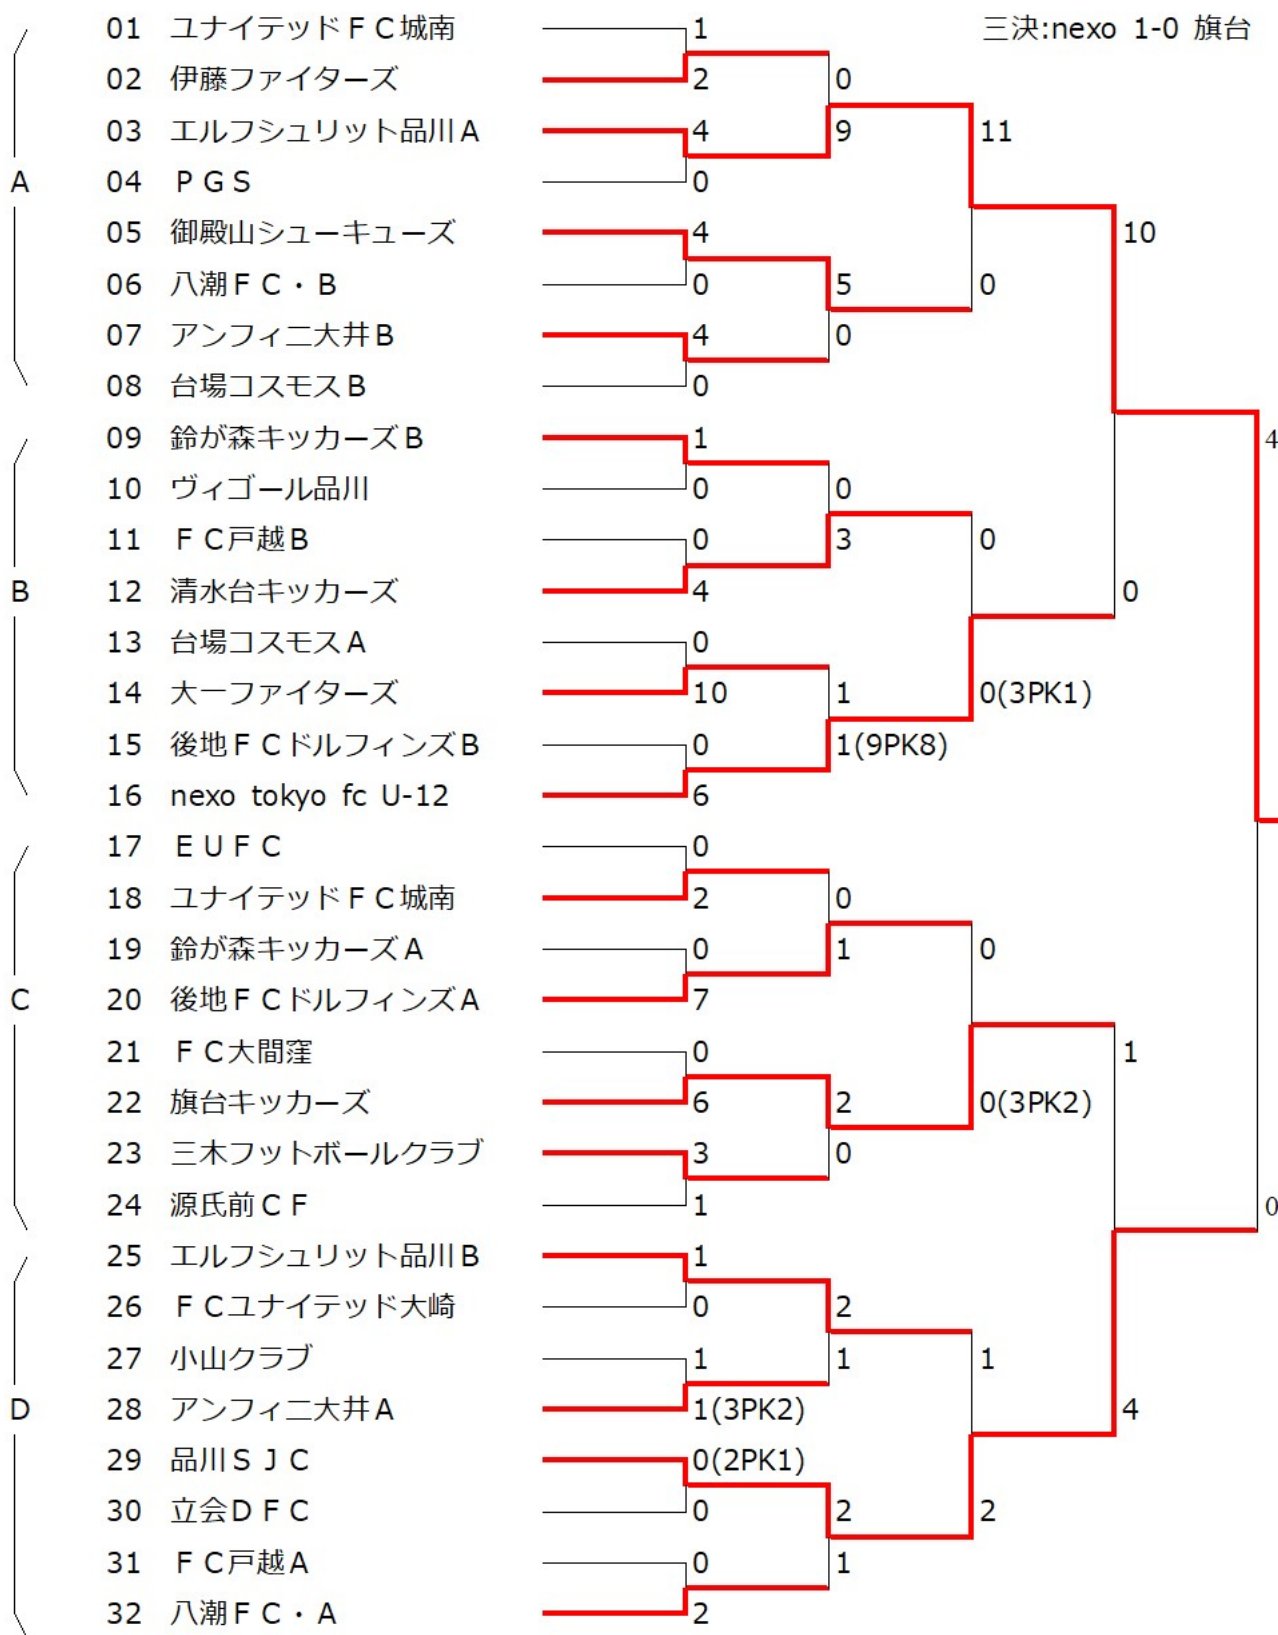 01 ユナイテッドＦＣ城南 1 三決:nexo 1-0 旗台
02 伊藤ファイターズ 2 0
03 エルフシュリット品川Ａ 4 9 11
A 04 ＰＧＳ 0
05 御殿山シューキューズ 4 10
06 八潮ＦＣ・Ｂ 0 5 0
07 アンフィニ大井Ｂ 4 0
08 台場コスモスＢ 0
09 鈴が森キッカーズＢ 1 4
10 ヴィゴール品川 0 0
11 ＦＣ戸越Ｂ 0 3 0
B 12 清水台キッカーズ 4 0
13 台場コスモスＡ 0
14 大一ファイターズ 10 1 0(3PK1)
15 後地ＦＣドルフィンズＢ 0 1(9PK8)
16 nexo tokyo fc U-12 6
17 ＥＵＦＣ 0
18 ユナイテッドＦＣ城南 2 0
19 鈴が森キッカーズＡ 0 1 0
C 20 後地ＦＣドルフィンズＡ 7
21 ＦＣ大間窪 0 1
22 旗台キッカーズ 6 2 0(3PK2)
23 三木フットボールクラブ 3 0
24 源氏前ＣＦ 1 0
25 エルフシュリット品川Ｂ 1
26 ＦＣユナイテッド大崎 0 2
27 小山クラブ 1 1 1
D 28 アンフィニ大井Ａ 1(3PK2) 4
29 品川ＳＪＣ 0(2PK1)
30 立会ＤＦＣ 0 2 2
31 ＦＣ戸越Ａ 0 1
32 八潮ＦＣ・Ａ 2